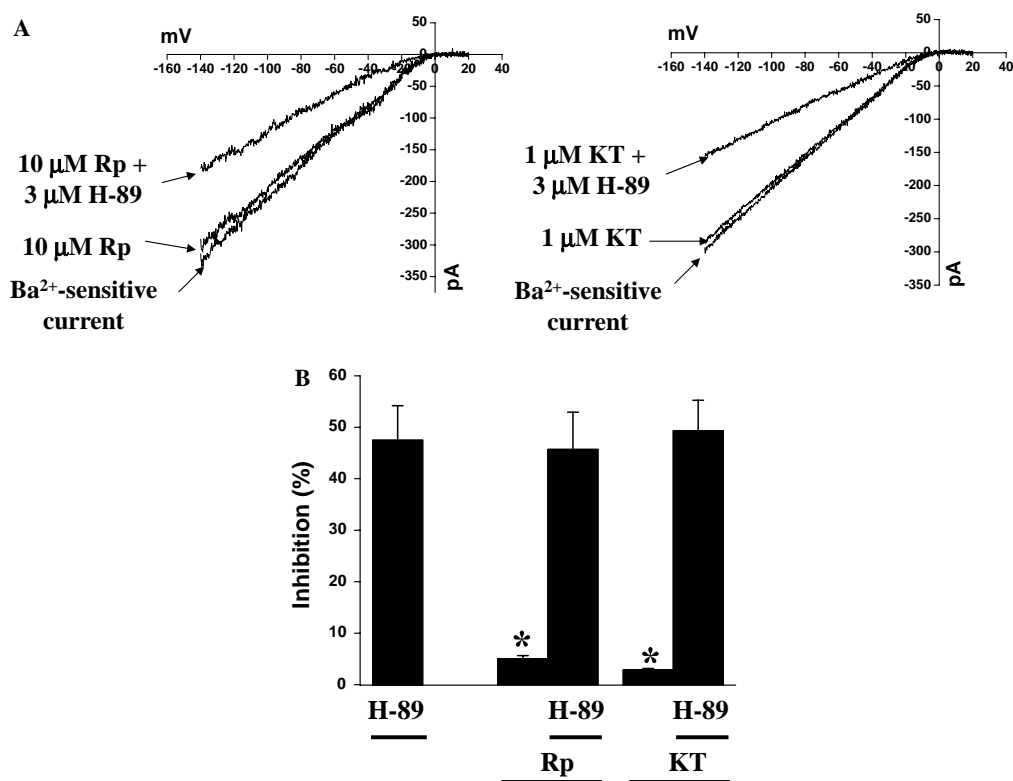 A
mV
50
0
-50
-100
-150
-200
-250
-300
-350
-160 -140 -120 -100 -80 -60 -40 -20 0 20 40
pA
10 μM Rp +
3 μM H-89
10 μM Rp
Ba²⁺-sensitive
current
mV
50
0
-50
-100
-150
-200
-250
-300
-350
-160 -140 -120 -100 -80 -60 -40 -20 0 20 40
pA
1 μM KT +
3 μM H-89
1 μM KT
Ba²⁺-sensitive
current
B
Inhibition (%)
60
50
40
30
20
10
0
* *
H-89 H-89 H-89
Rp KT